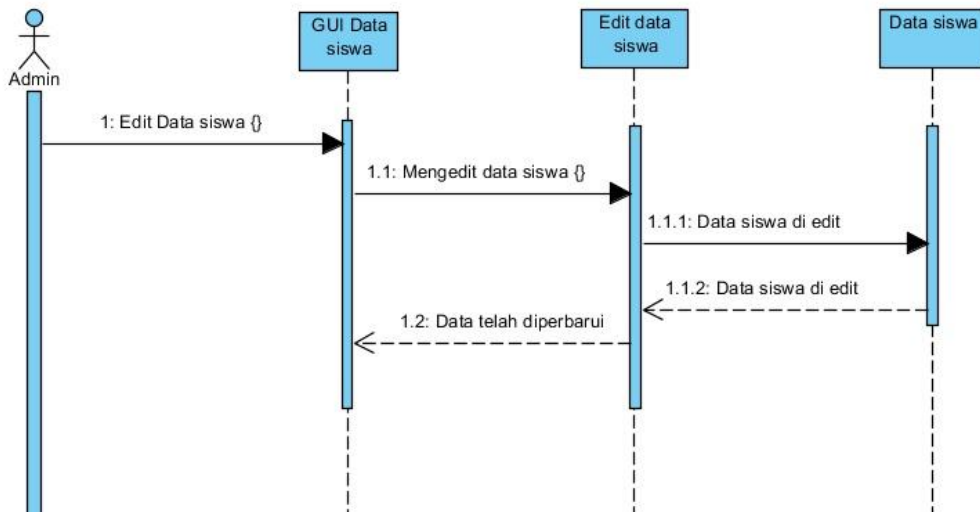 Admin
GUI Data
siswa
Edit data
siswa
Data siswa
1: Edit Data siswa {}
1.1: Mengedit data siswa {}
1.1.1: Data siswa di edit
1.1.2: Data siswa di edit
1.2: Data telah diperbarui